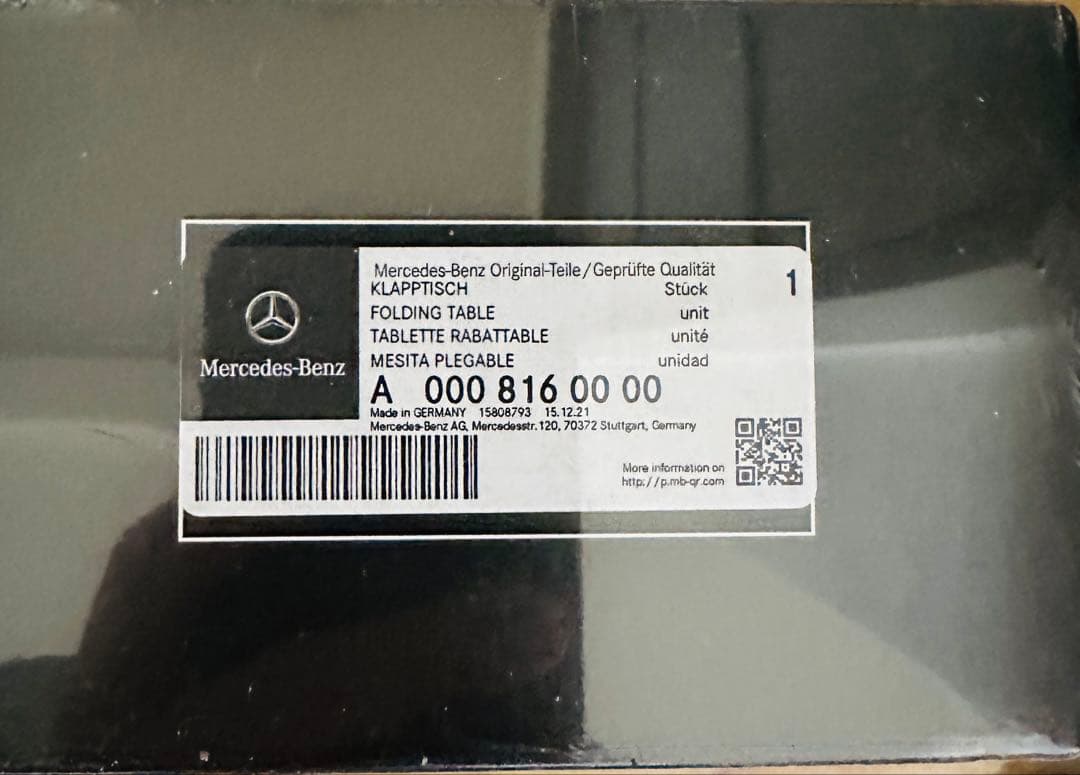 Mercedes-Benz Original-Teile/Geprüfte Qualität
KLAPPTISCH Stück 1
FOLDING TABLE unit
TABLETTE RABATTABLE unité
MESITA PLEGABLE unidad
Mercedes-Benz
A 000 816 00 00
Made in GERMANY 15808793 15.12.21
Mercedes-Benz AG, Mercedesstr. 120, 70372 Stuttgart, Germany
More information on
http://p.mb-qr.com